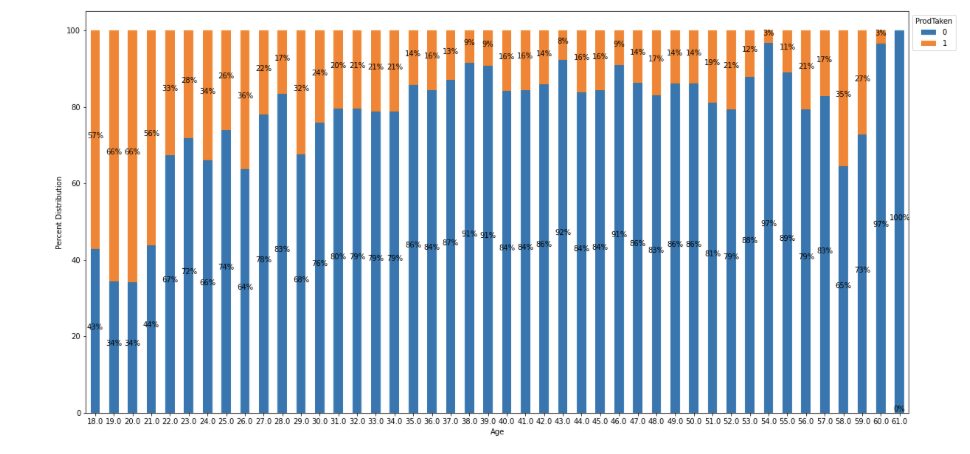 ProdTaken
0
1
Percent Distribution
100
80
60
40
20
0
57% 66% 66% 56% 33% 28% 34% 26% 36% 22% 17% 32% 24% 20% 21% 21% 21% 14% 16% 13% 9% 9% 16% 16% 14% 8% 16% 16% 9% 14% 17% 14% 14% 19% 21% 12% 3% 11% 21% 17% 35% 27% 3% 0%
43% 34% 34% 44% 67% 72% 66% 74% 64% 78% 83% 68% 76% 80% 79% 79% 79% 86% 84% 87% 91% 91% 84% 84% 86% 92% 84% 84% 91% 86% 83% 86% 86% 81% 79% 88% 97% 89% 79% 83% 65% 73% 97% 100%
18.0 19.0 20.0 21.0 22.0 23.0 24.0 25.0 26.0 27.0 28.0 29.0 30.0 31.0 32.0 33.0 34.0 35.0 36.0 37.0 38.0 39.0 40.0 41.0 42.0 43.0 44.0 45.0 46.0 47.0 48.0 49.0 50.0 51.0 52.0 53.0 54.0 55.0 56.0 57.0 58.0 59.0 60.0 61.0
Age